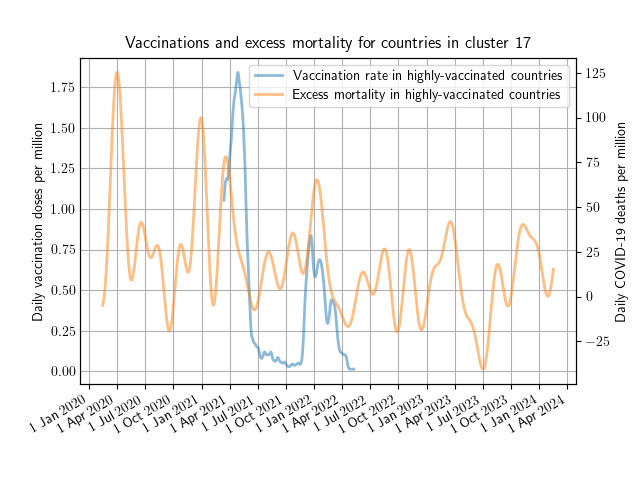 Vaccinations and excess mortality for countries in cluster 17
Vaccination rate in highly-vaccinated countries
Excess mortality in highly-vaccinated countries
Daily vaccination doses per million
1.75
1.50
1.25
1.00
0.75
0.50
0.25
0.00
Daily COVID-19 deaths per million
125
100
75
50
25
0
−25
1 Jan 2020
1 Apr 2020
1 Jul 2020
1 Oct 2020
1 Jan 2021
1 Apr 2021
1 Jul 2021
1 Oct 2021
1 Jan 2022
1 Apr 2022
1 Jul 2022
1 Oct 2022
1 Jan 2023
1 Apr 2023
1 Jul 2023
1 Oct 2023
1 Jan 2024
1 Apr 2024